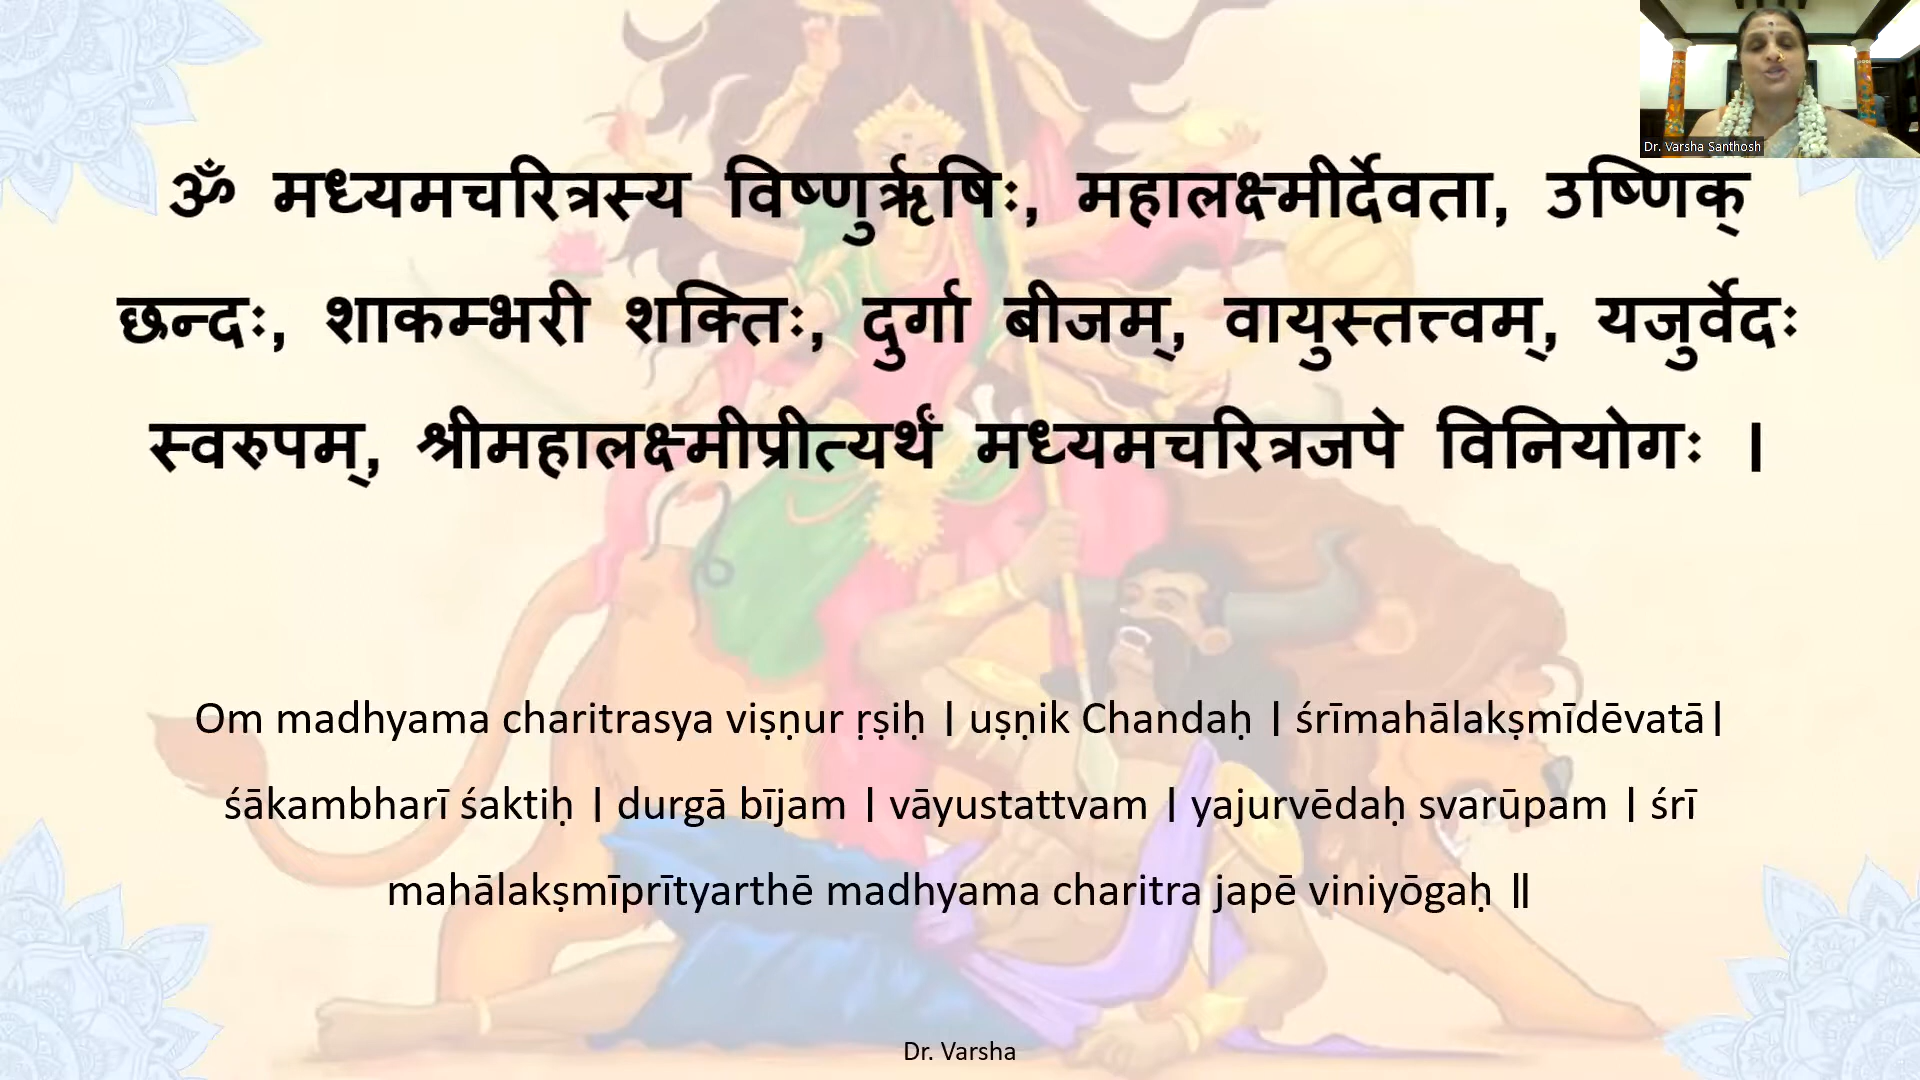 Dr. Varsha Santhosh
ॐ मध्यमचरित्रस्य विष्णुर्ऋषिः, महालक्ष्मीर्देवता, उष्णिक्
छन्दः, शाकम्भरी शक्तिः, दुर्गा बीजम्, वायुस्तत्त्वम्, यजुर्वेदः
स्वरुपम्, श्रीमहालक्ष्मीप्रीत्यर्थं मध्यमचरित्रजपे विनियोगः ।
Om madhyama charitrasya viṣṇur ṛṣiḥ | uṣṇik Chandaḥ | śrīmahālakṣmīdēvatā|
śākambharī śaktiḥ | durgā bījam | vāyustattvam | yajurvēdaḥ svarūpam | śrī
mahālakṣmīprītyarthē madhyama charitra japē viniyōgaḥ ‖
Dr. Varsha